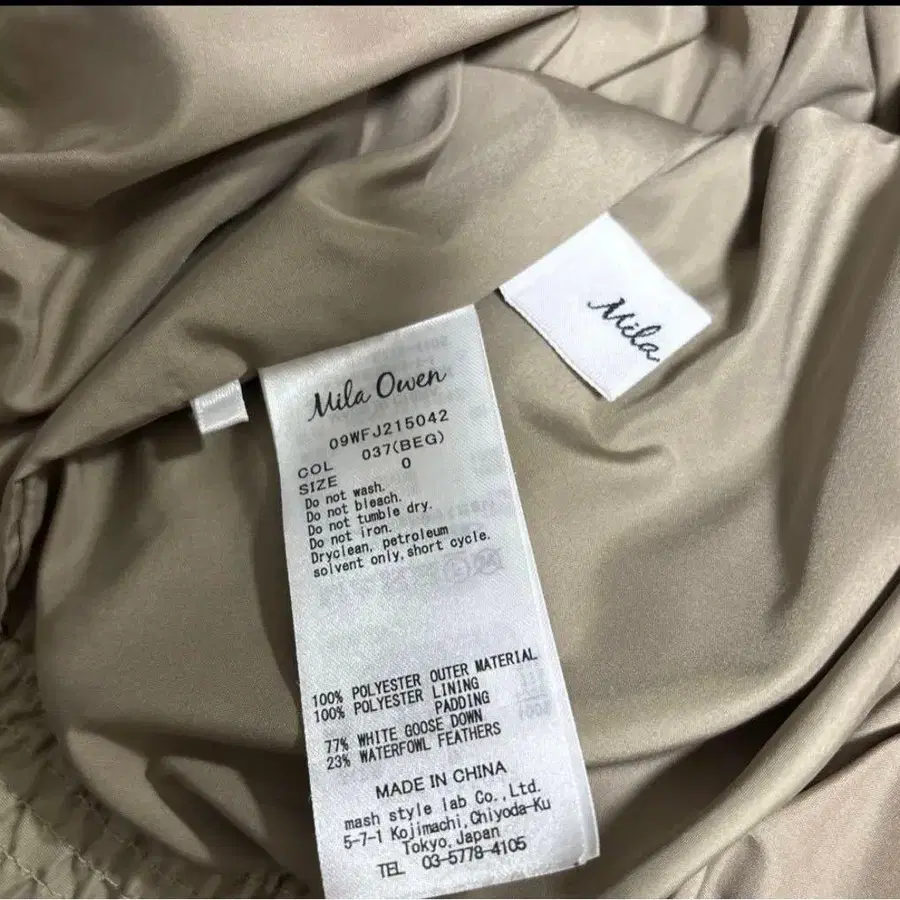 Mila
Mila Owen
09WFJ215042
COL 037(BEG)
SIZE 0
Do not wash.
Do not bleach.
Do not tumble dry.
Do not iron.
Dryclean, petroleum
solvent only, short cycle.
100% POLYESTER OUTER MATERIAL
100% POLYESTER LINING
PADDING
77% WHITE GOOSE DOWN
23% WATERFOWL FEATHERS
MADE IN CHINA
mash style lab Co., Ltd.
5-7-1 Kojimachi, Chiyoda-Ku
Tokyo, Japan
TEL 03-5778-4105